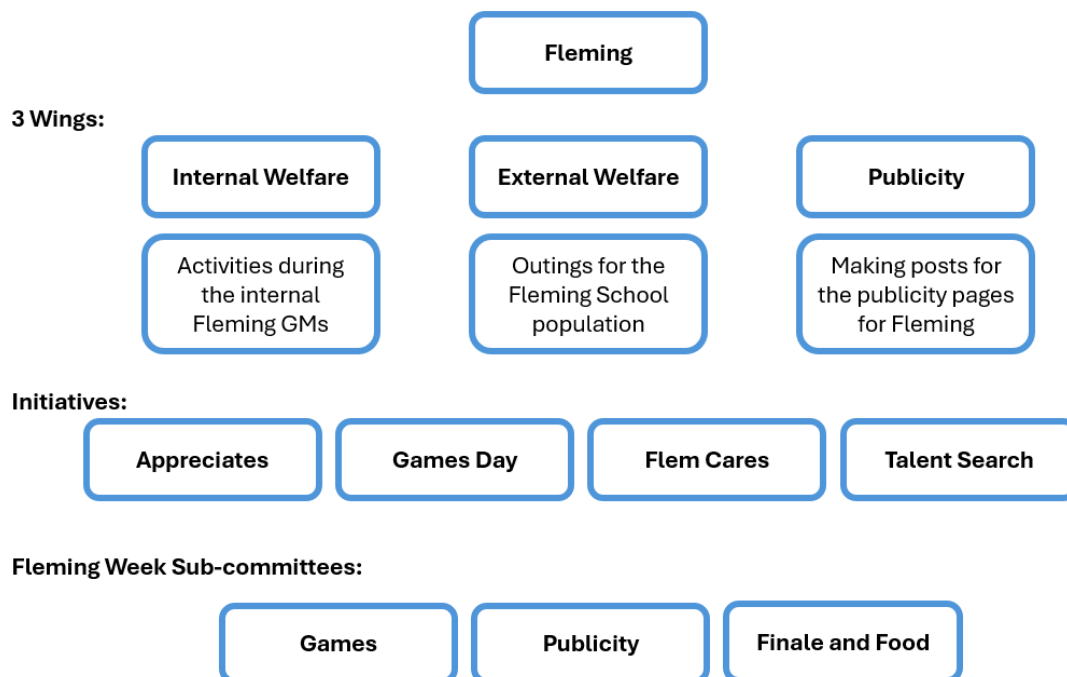 Fleming
3 Wings:
Internal Welfare
External Welfare
Publicity
Activities during
the internal
Fleming GMs
Outings for the
Fleming School
population
Making posts for
the publicity pages
for Fleming
Initiatives:
Appreciates
Games Day
Flem Cares
Talent Search
Fleming Week Sub-committees:
Games
Publicity
Finale and Food